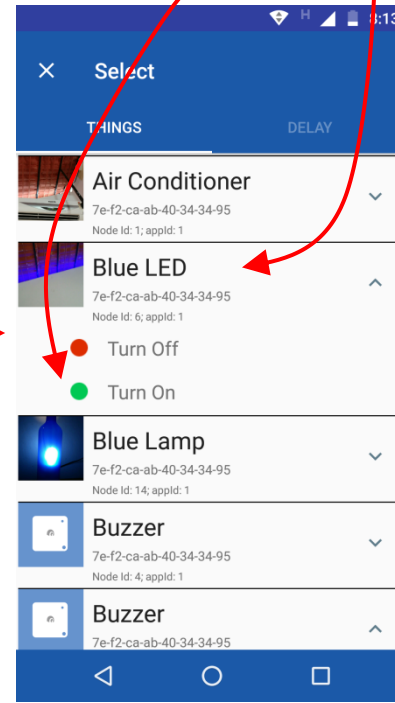 H 8:13
Select
THINGS DELAY
Air Conditioner
7e-f2-ca-ab-40-34-34-95
Node Id: 1; appId: 1
Blue LED
7e-f2-ca-ab-40-34-34-95
Node Id: 6; appId: 1
Turn Off
Turn On
Blue Lamp
7e-f2-ca-ab-40-34-34-95
Node Id: 14; appId: 1
Buzzer
7e-f2-ca-ab-40-34-34-95
Node Id: 4; appId: 1
Buzzer
7e-f2-ca-ab-40-34-34-95